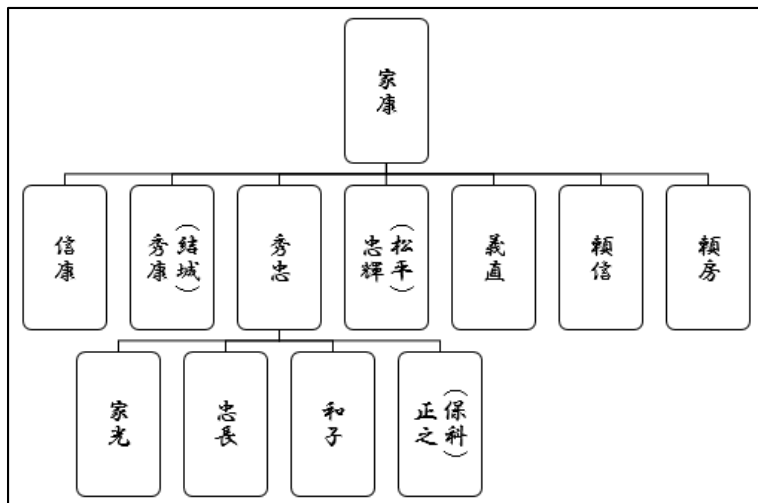 家康
信康
(結城)
秀康
秀忠
(松平)
忠輝
義直
頼信
頼房
家光
忠長
和子
(保科)
正之